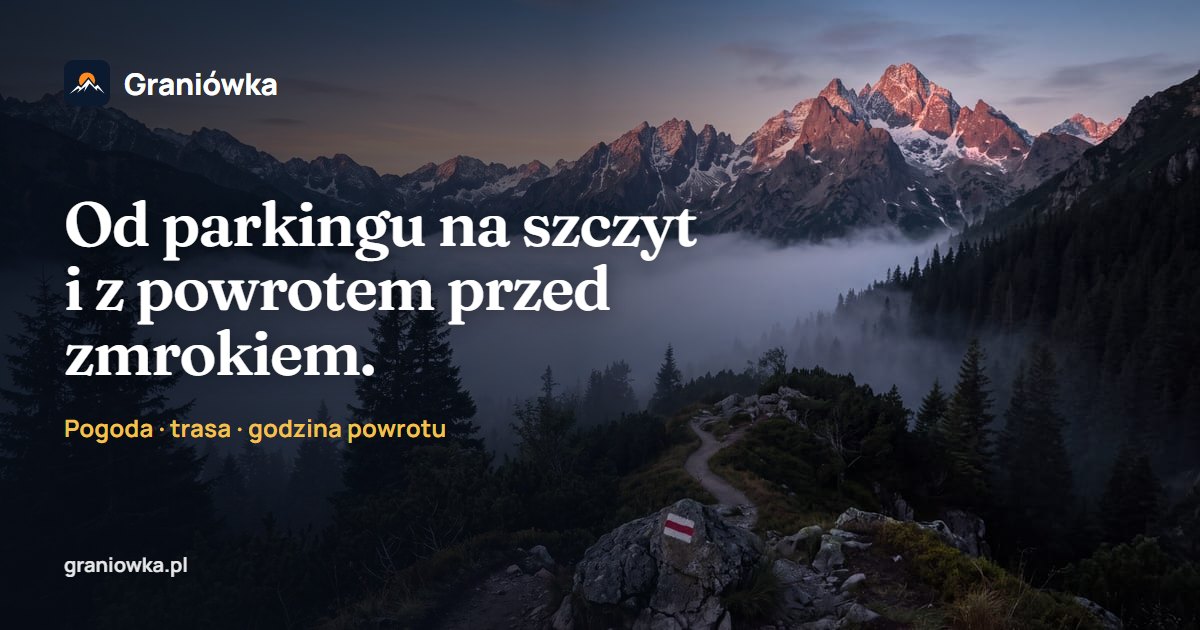 Graniówka
Od parkingu na szczyt
i z powrotem przed
zmrokiem.
Pogoda · trasa · godzina powrotu
graniowka.pl